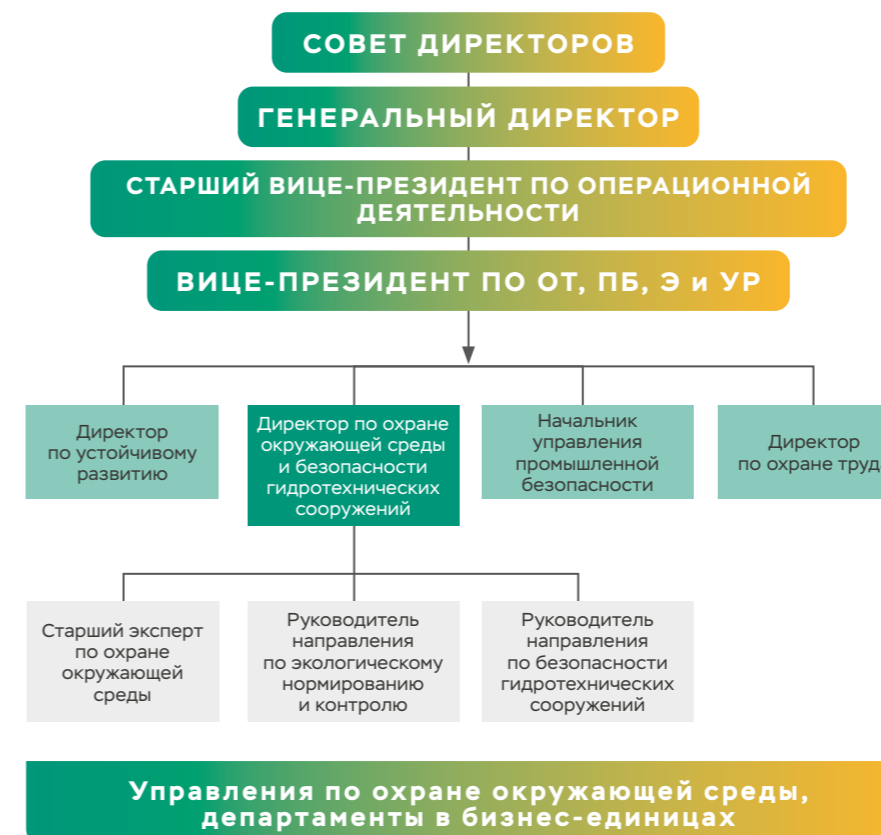 СОВЕТ ДИРЕКТОРОВ
ГЕНЕРАЛЬНЫЙ ДИРЕКТОР
СТАРШИЙ ВИЦЕ-ПРЕЗИДЕНТ ПО ОПЕРАЦИОННОЙ
ДЕЯТЕЛЬНОСТИ
ВИЦЕ-ПРЕЗИДЕНТ ПО ОТ, ПБ, Э и УР
Директор
по устойчивому
развитию
Директор по охране
окружающей среды
и безопасности
гидротехнических
сооружений
Начальник
управления
промышленной
безопасности
Директор
по охране труд
Старший эксперт
по охране
окружающей
среды
Руководитель
направления
по экологическому
нормированию
и контролю
Руководитель
направления
по безопасности
гидротехнических
сооружений
Управления по охране окружающей среды,
департаменты в бизнес-единицах